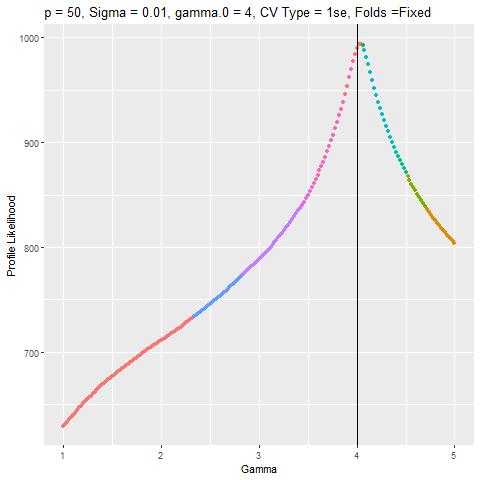 p = 50, Sigma = 0.01, gamma.0 = 4, CV Type = 1se, Folds =Fixed
1000
900
800
700
Profile Likelihood
1 2 3 4 5
Gamma